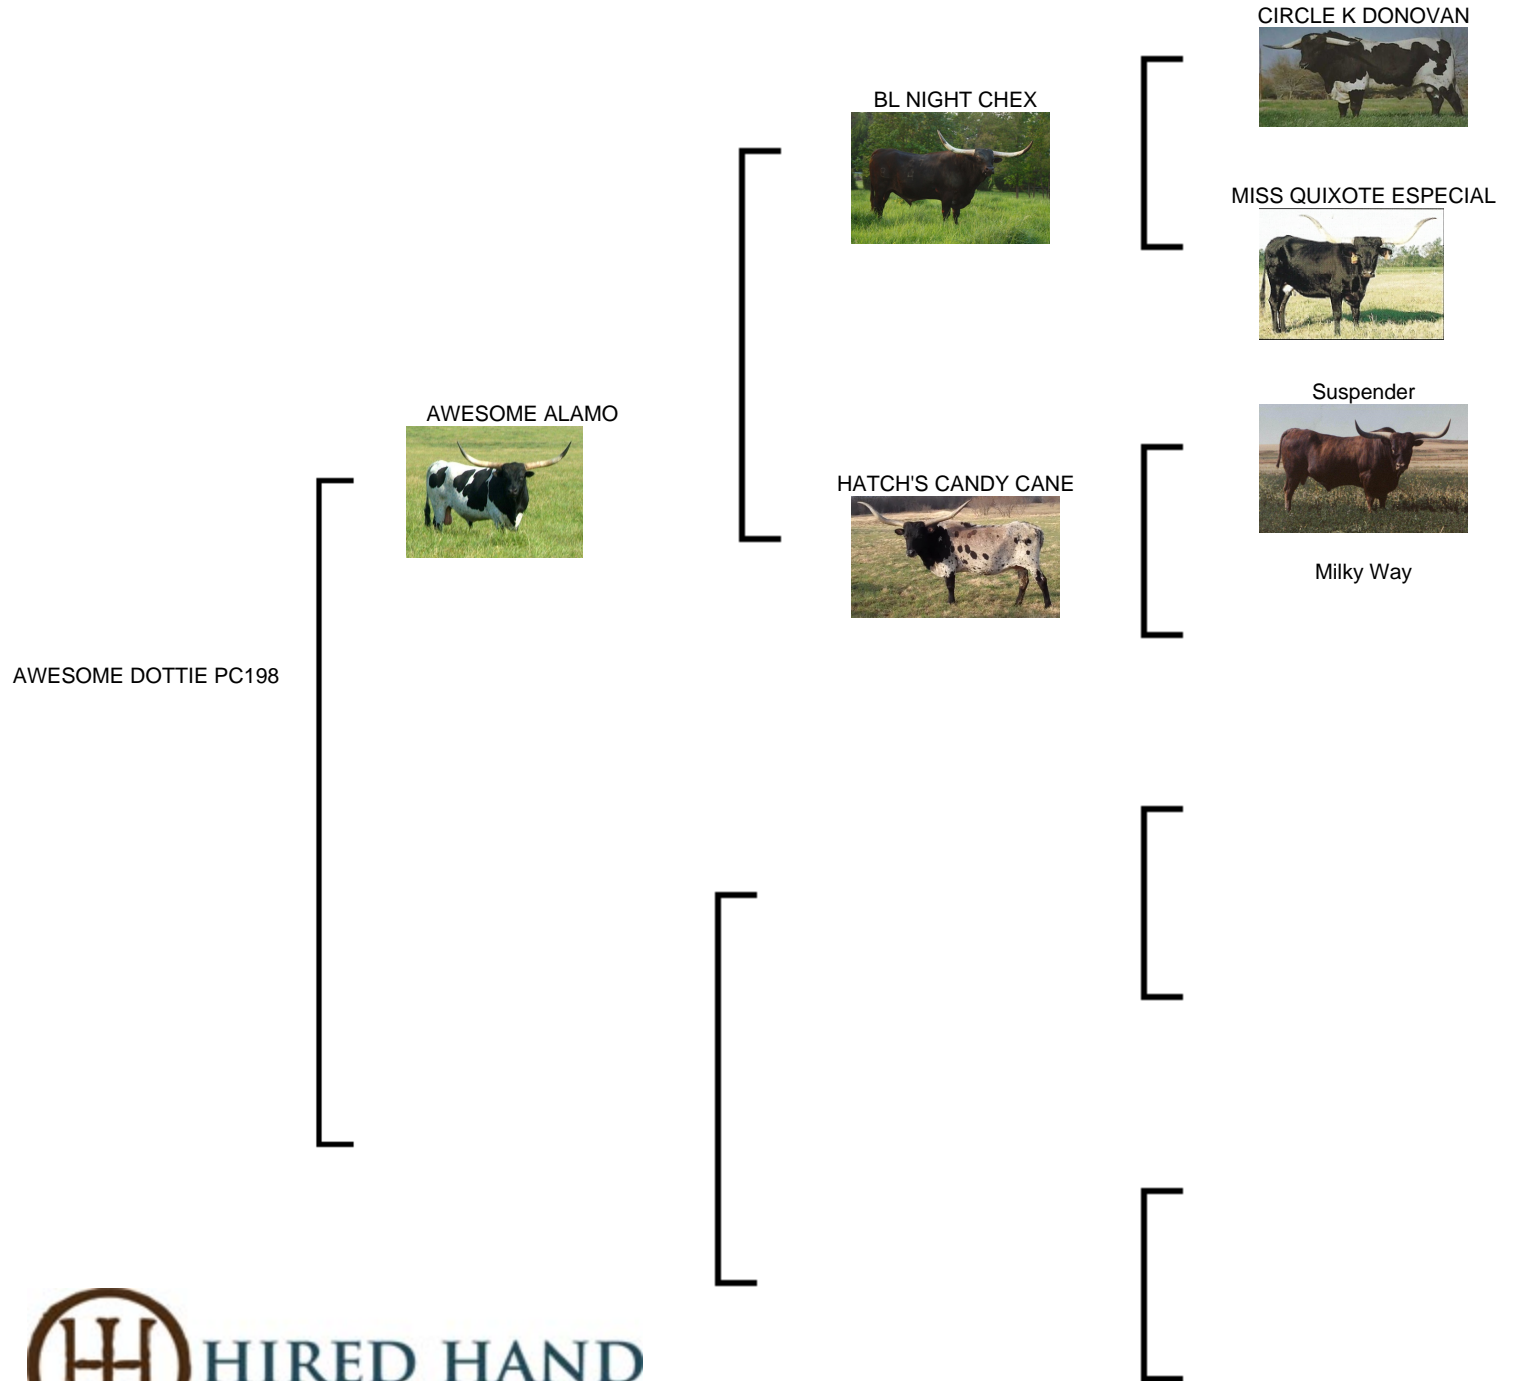 CIRCLE K DONOVAN
BL NIGHT CHEX
MISS QUIXOTE ESPECIAL
Suspender
AWESOME ALAMO
HATCH'S CANDY CANE
Milky Way
AWESOME DOTTIE PC198
HIRED HAND